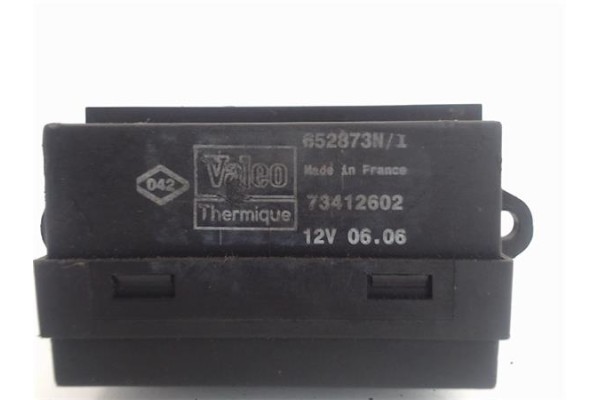 652873N/1
042
Valeo
Made in France
Thermique
73412602
12V 06.06